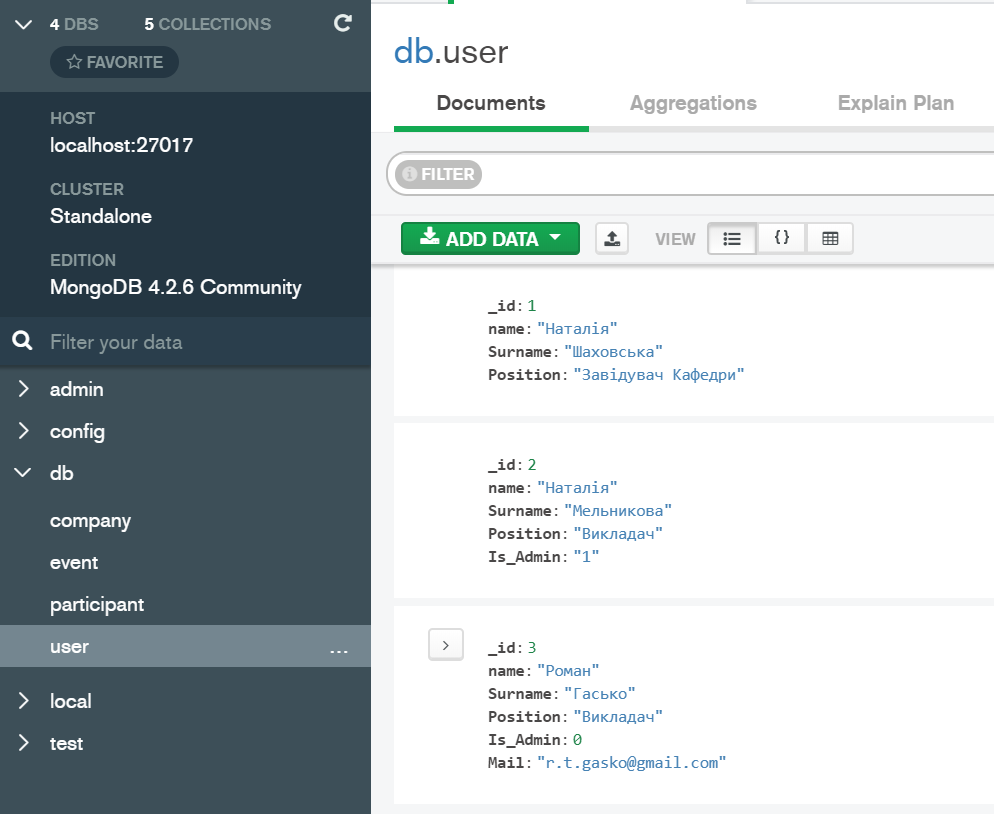 4 DBS 5 COLLECTIONS
FAVORITE
HOST
localhost:27017
CLUSTER
Standalone
EDITION
MongoDB 4.2.6 Community
Filter your data
admin
config
db
company
event
participant
user ...
local
test
db.user
Documents Aggregations Explain Plan
FILTER
ADD DATA VIEW { }
_id: 1
name: "Наталія"
Surname: "Шаховська"
Position: "Завідувач Кафедри"
_id: 2
name: "Наталія"
Surname: "Мельникова"
Position: "Викладач"
Is_Admin: "1"
_id: 3
name: "Роман"
Surname: "Гасько"
Position: "Викладач"
Is_Admin: 0
Mail: "r.t.gasko@gmail.com"